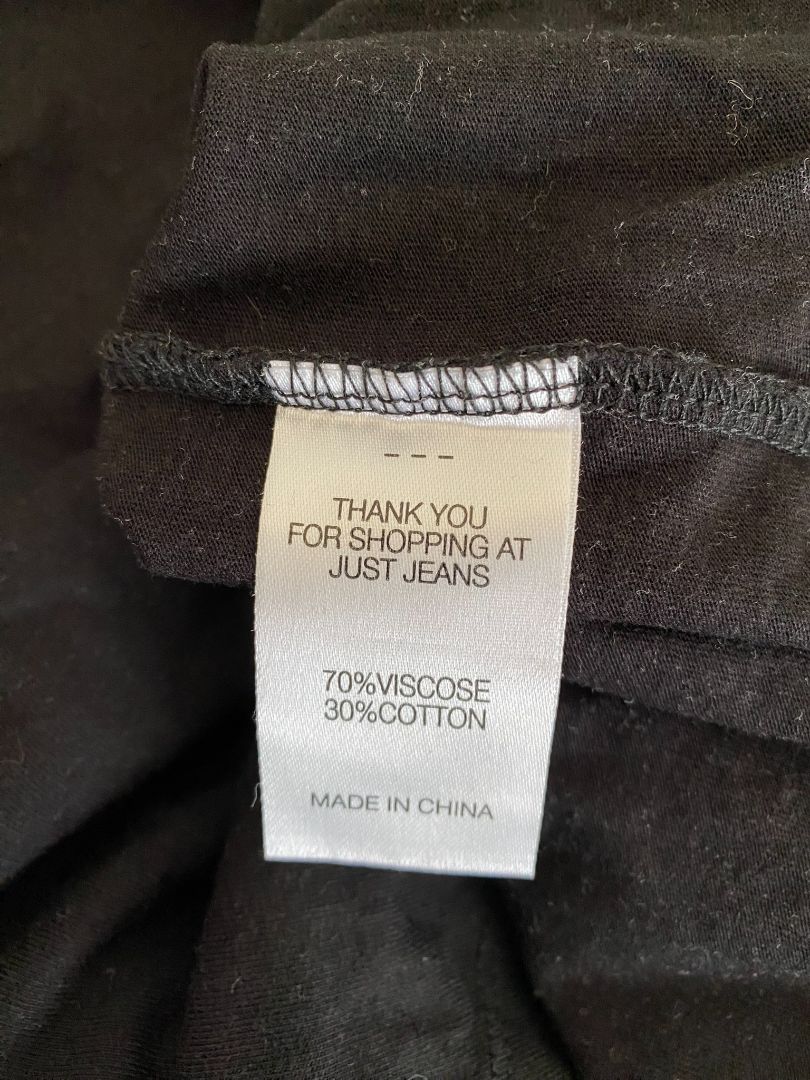 ---
THANK YOU
FOR SHOPPING AT
JUST JEANS
70%VISCOSE
30%COTTON
MADE IN CHINA